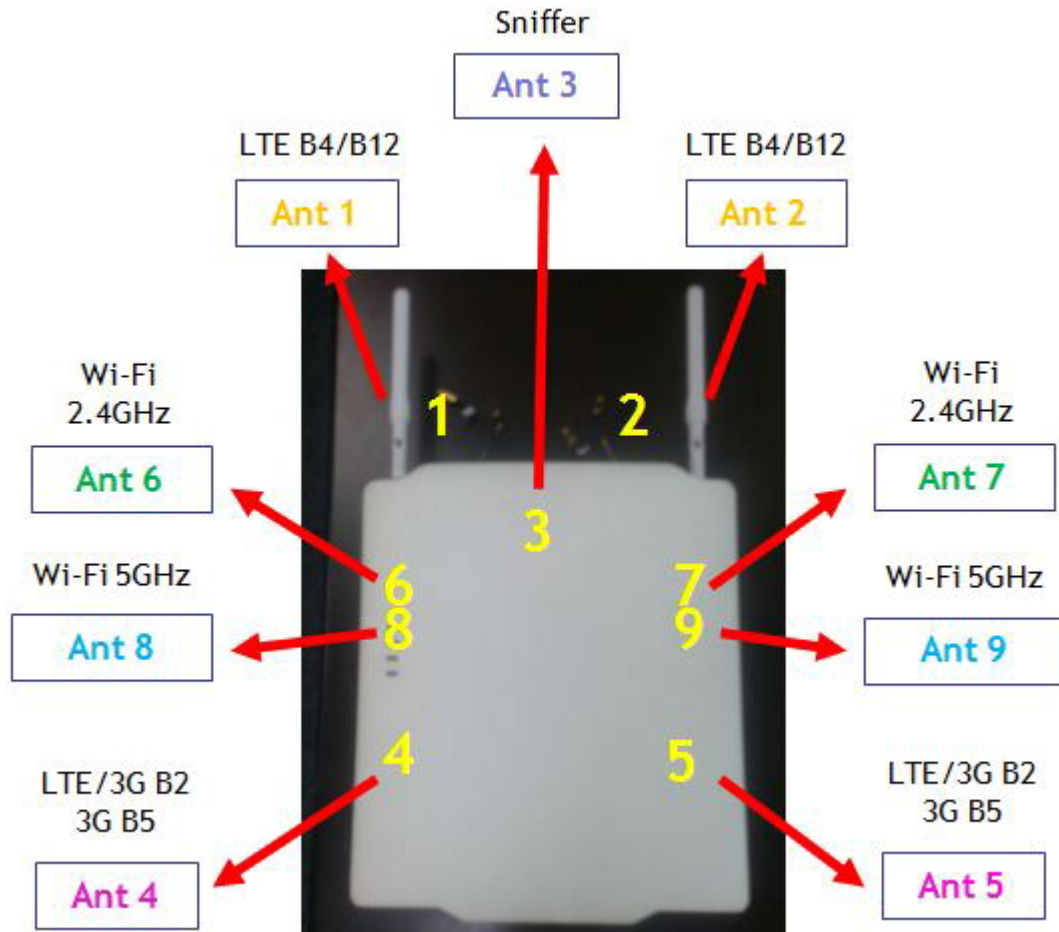 Sniffer
Ant 3
LTE B4/B12
Ant 1
LTE B4/B12
Ant 2
1
2
3
Wi-Fi
2.4GHz
Ant 6
Wi-Fi
2.4GHz
Ant 7
6
7
Wi-Fi 5GHz
Ant 8
Wi-Fi 5GHz
Ant 9
8
9
4
5
LTE/3G B2
3G B5
Ant 4
LTE/3G B2
3G B5
Ant 5